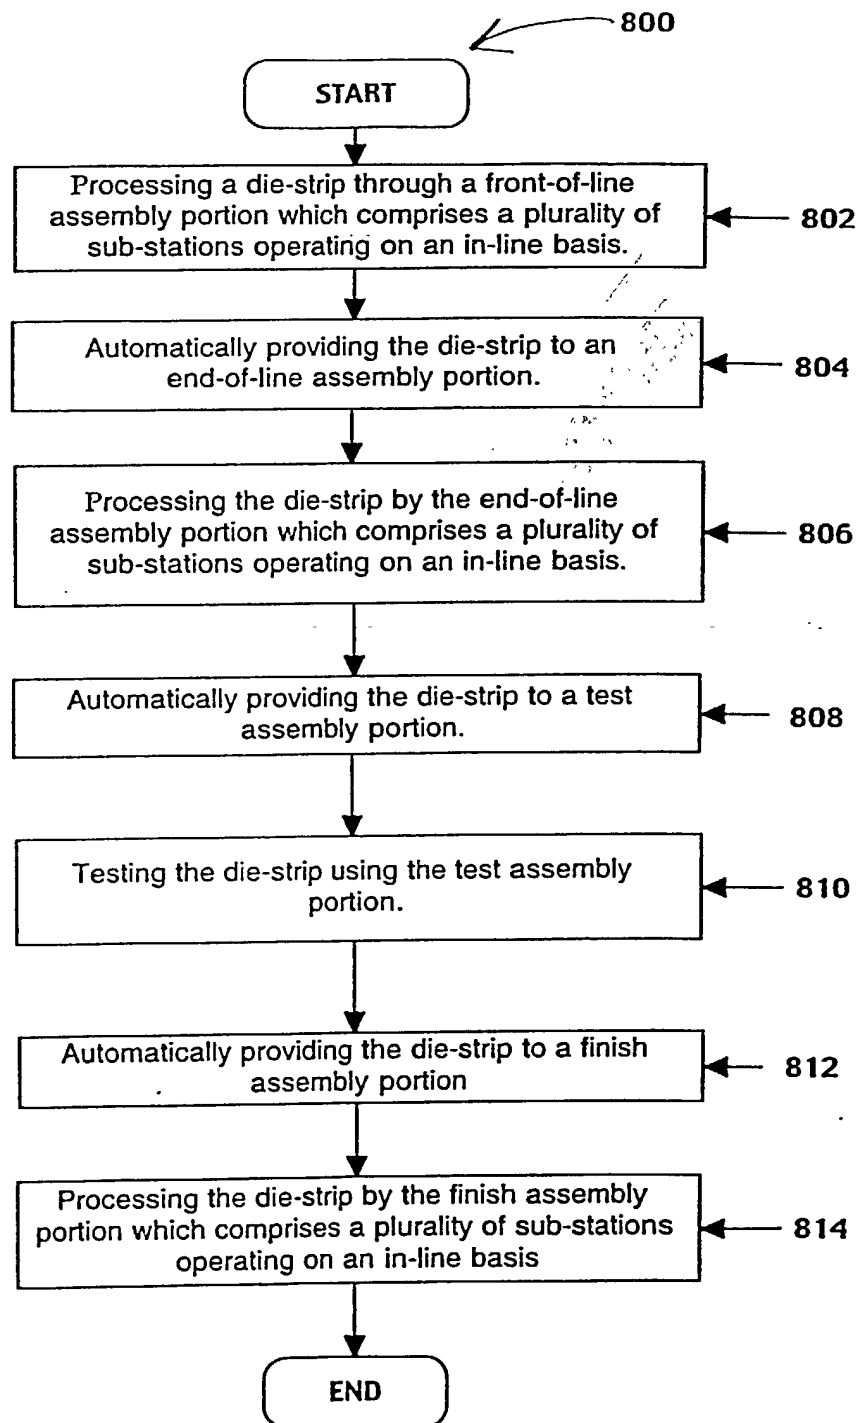 800
START
Processing a die-strip through a front-of-line
assembly portion which comprises a plurality of
sub-stations operating on an in-line basis.
802
Automatically providing the die-strip to an
end-of-line assembly portion.
804
Processing the die-strip by the end-of-line
assembly portion which comprises a plurality of
sub-stations operating on an in-line basis.
806
Automatically providing the die-strip to a test
assembly portion.
808
Testing the die-strip using the test assembly
portion.
810
Automatically providing the die-strip to a finish
assembly portion
812
Processing the die-strip by the finish assembly
portion which comprises a plurality of sub-stations
operating on an in-line basis
814
END